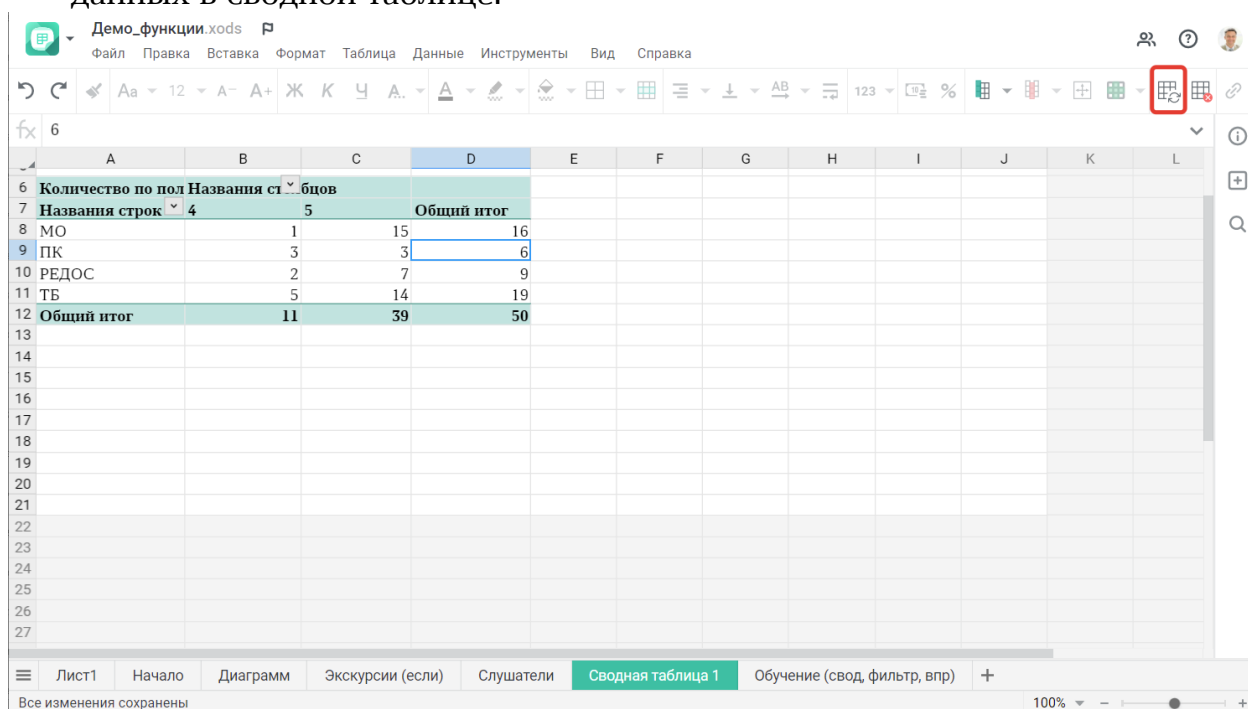 данных в сводной таблице.
Демо_функции.xods
Файл Правка Вставка Формат Таблица Данные Инструменты Вид Справка
Aa 12 A− A+ Ж К Ч А.. A AB 123 %
fx 6
A B C D E F G H I J K L
6 Количество по пол Названия ст бцов
7 Названия строк 4 5 Общий итог
8 МО 1 15 16
9 ПК 3 3 6
10 РЕДОС 2 7 9
11 ТБ 5 14 19
12 Общий итог 11 39 50
13
14
15
16
17
18
19
20
21
22
23
24
25
26
27
Лист1 Начало Диаграмм Экскурсии (если) Слушатели Сводная таблица 1 Обучение (свод, фильтр, впр) +
Все изменения сохранены 100% − +